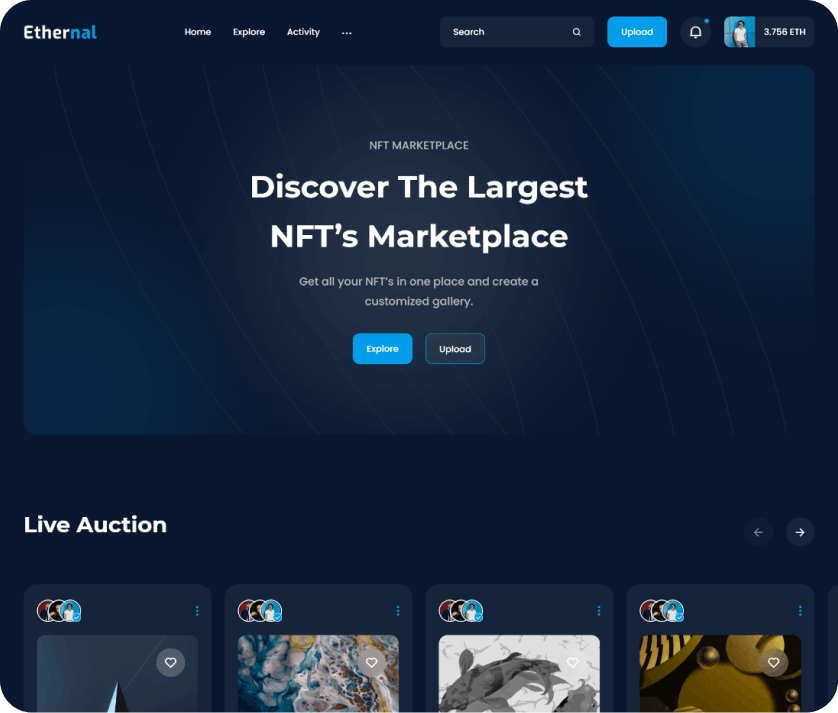 Ethernal
Home
Explore
Activity
...
Search
Upload
3.756 ETH
NFT MARKETPLACE
Discover The Largest
NFT’s Marketplace
Get all your NFT’s in one place and create a
customized gallery.
Explore
Upload
Live Auction